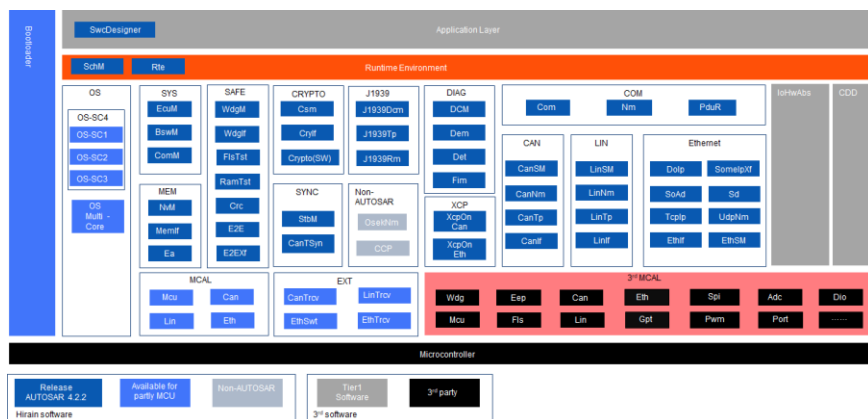 Bootloader
SwcDesigner
Application Layer
SchM
Rte
Runtime Environment
OS
OS-SC4
OS-SC1
OS-SC2
OS-SC3
OS
Multi -
Core
SYS
EcuM
BswM
ComM
MEM
NvM
MemIf
Ea
SAFE
WdgM
WdgIf
FlsTst
RamTst
Crc
E2E
E2EXf
CRYPTO
Csm
CryIf
Crypto(SW)
SYNC
StbM
CanTSyn
J1939
J1939Dcm
J1939Tp
J1939Rm
Non-
AUTOSAR
OsekNm
CCP
DIAG
DCM
Dem
Det
Fim
XCP
XcpOn
Can
XcpOn
Eth
COM
Com
Nm
PduR
CAN
CanSM
CanNm
CanTp
CanIf
LIN
LinSM
LinNm
LinTp
LinIf
Ethernet
DoIp
SomeIpXf
SoAd
Sd
TcpIp
UdpNm
EthIf
EthSM
IoHwAbs
CDD
MCAL
Mcu
Can
Lin
Eth
EXT
CanTrcv
LinTrcv
EthSwt
EthTrcv
3rd MCAL
Wdg
Eep
Can
Eth
Spi
Adc
Dio
Mcu
Fls
Lin
Gpt
Pwm
Port
------
Microcontroller
Release
AUTOSAR 4.2.2
Available for
partly MCU
Non-AUTOSAR
Hirain software
Tier1
Software
3rd party
3rd software